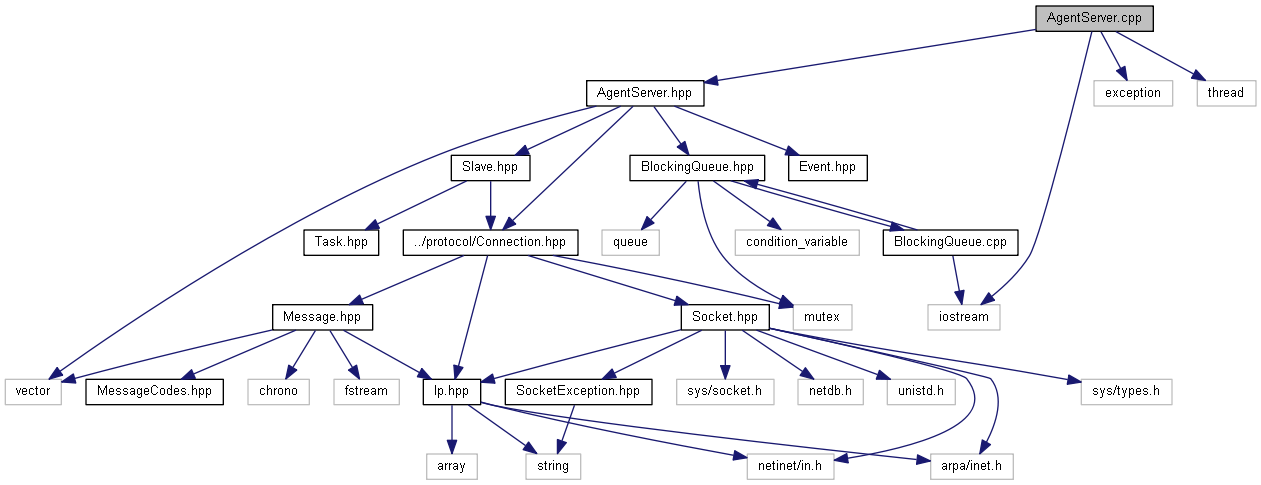 AgentServer.cpp
AgentServer.hpp
exception
thread
Slave.hpp
BlockingQueue.hpp
Event.hpp
Task.hpp
../protocol/Connection.hpp
queue
condition_variable
BlockingQueue.cpp
Message.hpp
Socket.hpp
mutex
iostream
vector
MessageCodes.hpp
chrono
fstream
Ip.hpp
SocketException.hpp
sys/socket.h
netdb.h
unistd.h
sys/types.h
array
string
netinet/in.h
arpa/inet.h